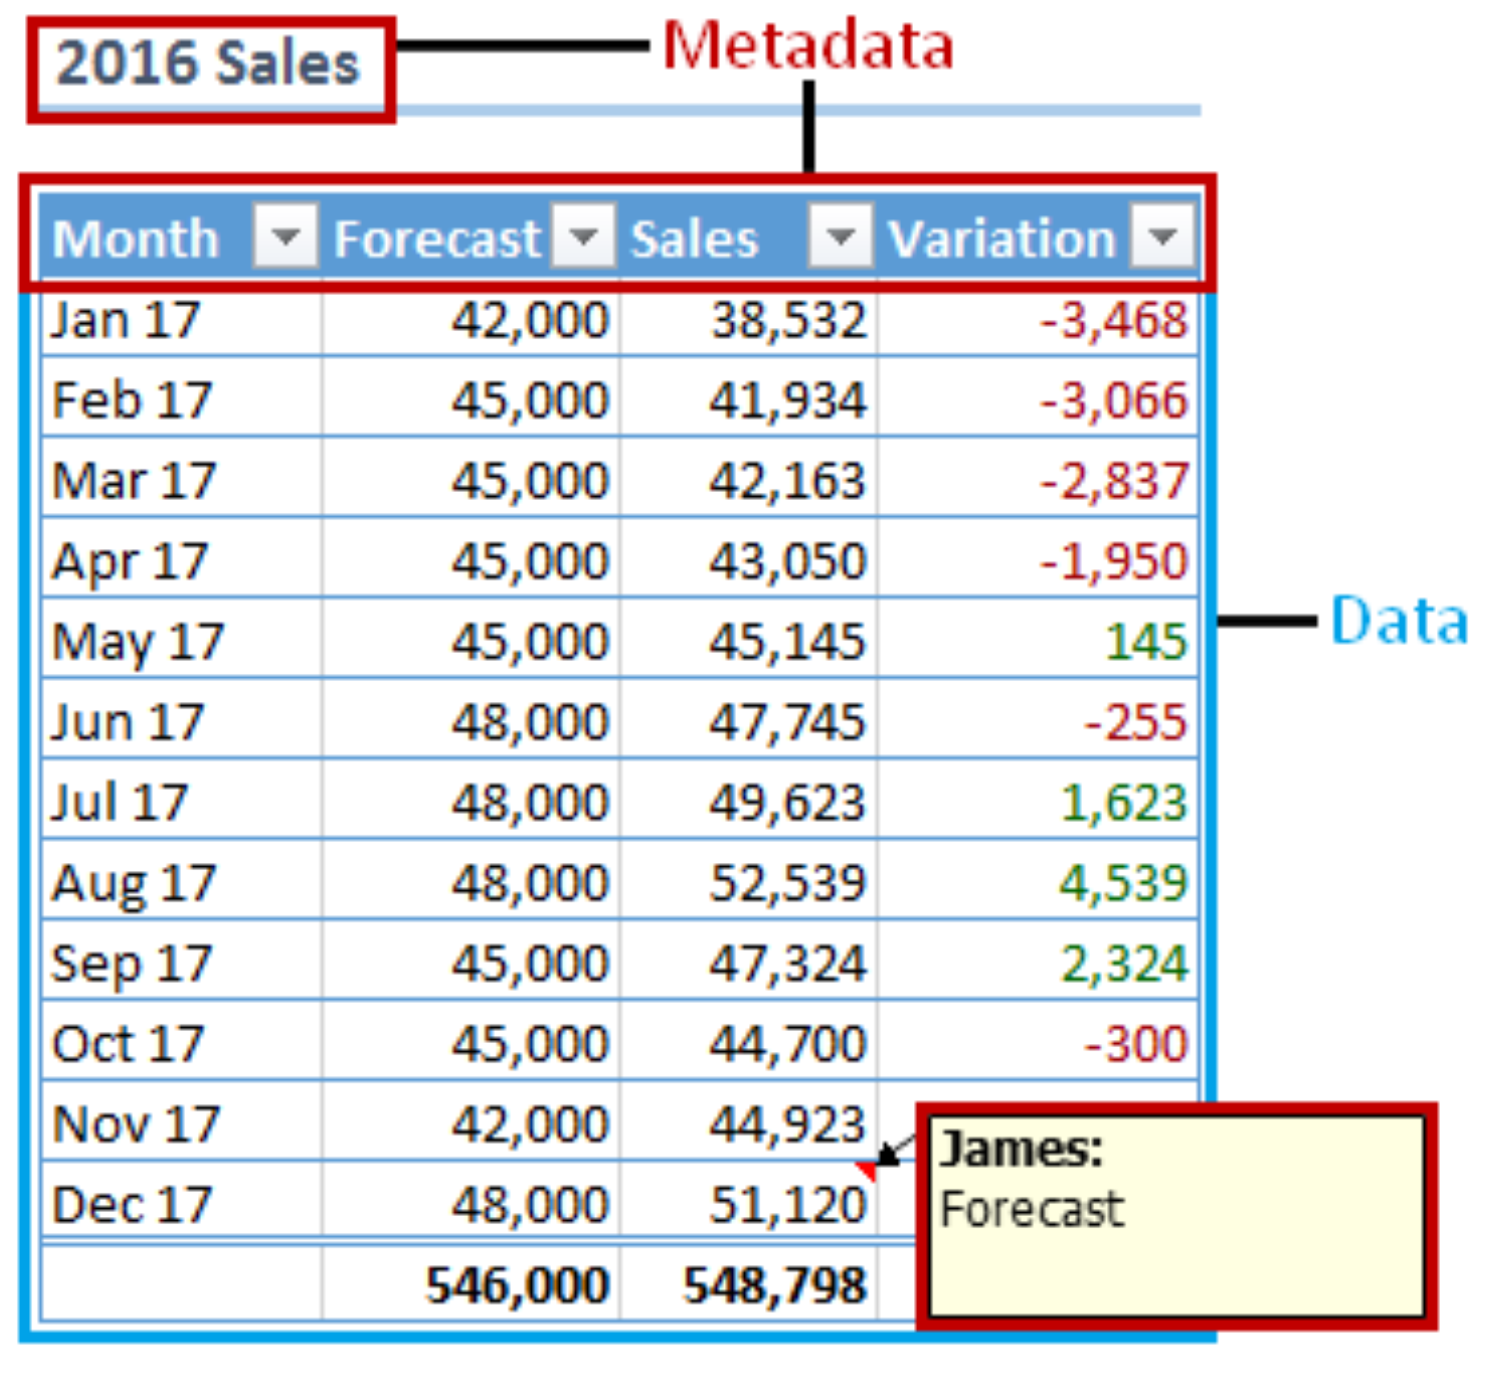 2016 Sales Metadata
Month Forecast Sales Variation
Jan 17 42,000 38,532 -3,468
Feb 17 45,000 41,934 -3,066
Mar 17 45,000 42,163 -2,837
Apr 17 45,000 43,050 -1,950
May 17 45,000 45,145 145
Data
Jun 17 48,000 47,745 -255
Jul 17 48,000 49,623 1,623
Aug 17 48,000 52,539 4,539
Sep 17 45,000 47,324 2,324
Oct 17 45,000 44,700 -300
Nov 17 42,000 44,923
James:
Forecast
Dec 17 48,000 51,120
546,000 548,798